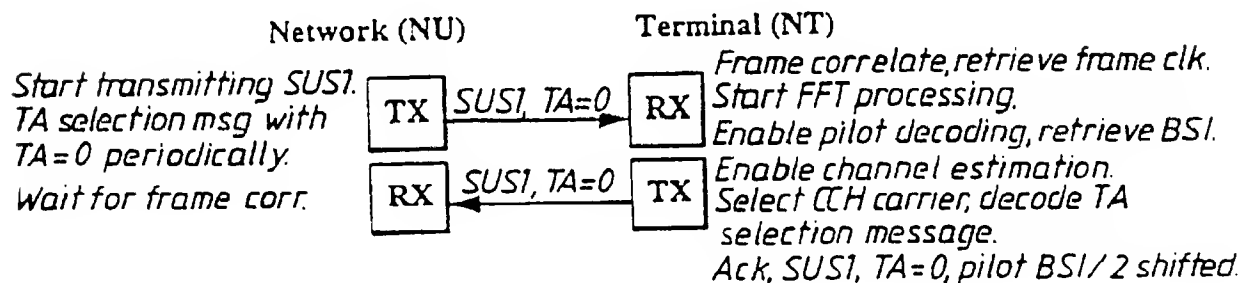 Network (NU)
Terminal (NT)
Start transmitting SUS1.
TA selection msg with
TA=0 periodically.
Wait for frame corr.
TX
SUS1, TA=0
RX
RX
SUS1, TA=0
TX
Frame correlate, retrieve frame clk.
Start FFT processing.
Enable pilot decoding, retrieve BSI.
Enable channel estimation.
Select CCH carrier, decode TA
selection message.
Ack, SUS1, TA=0, pilot BSI/2 shifted.